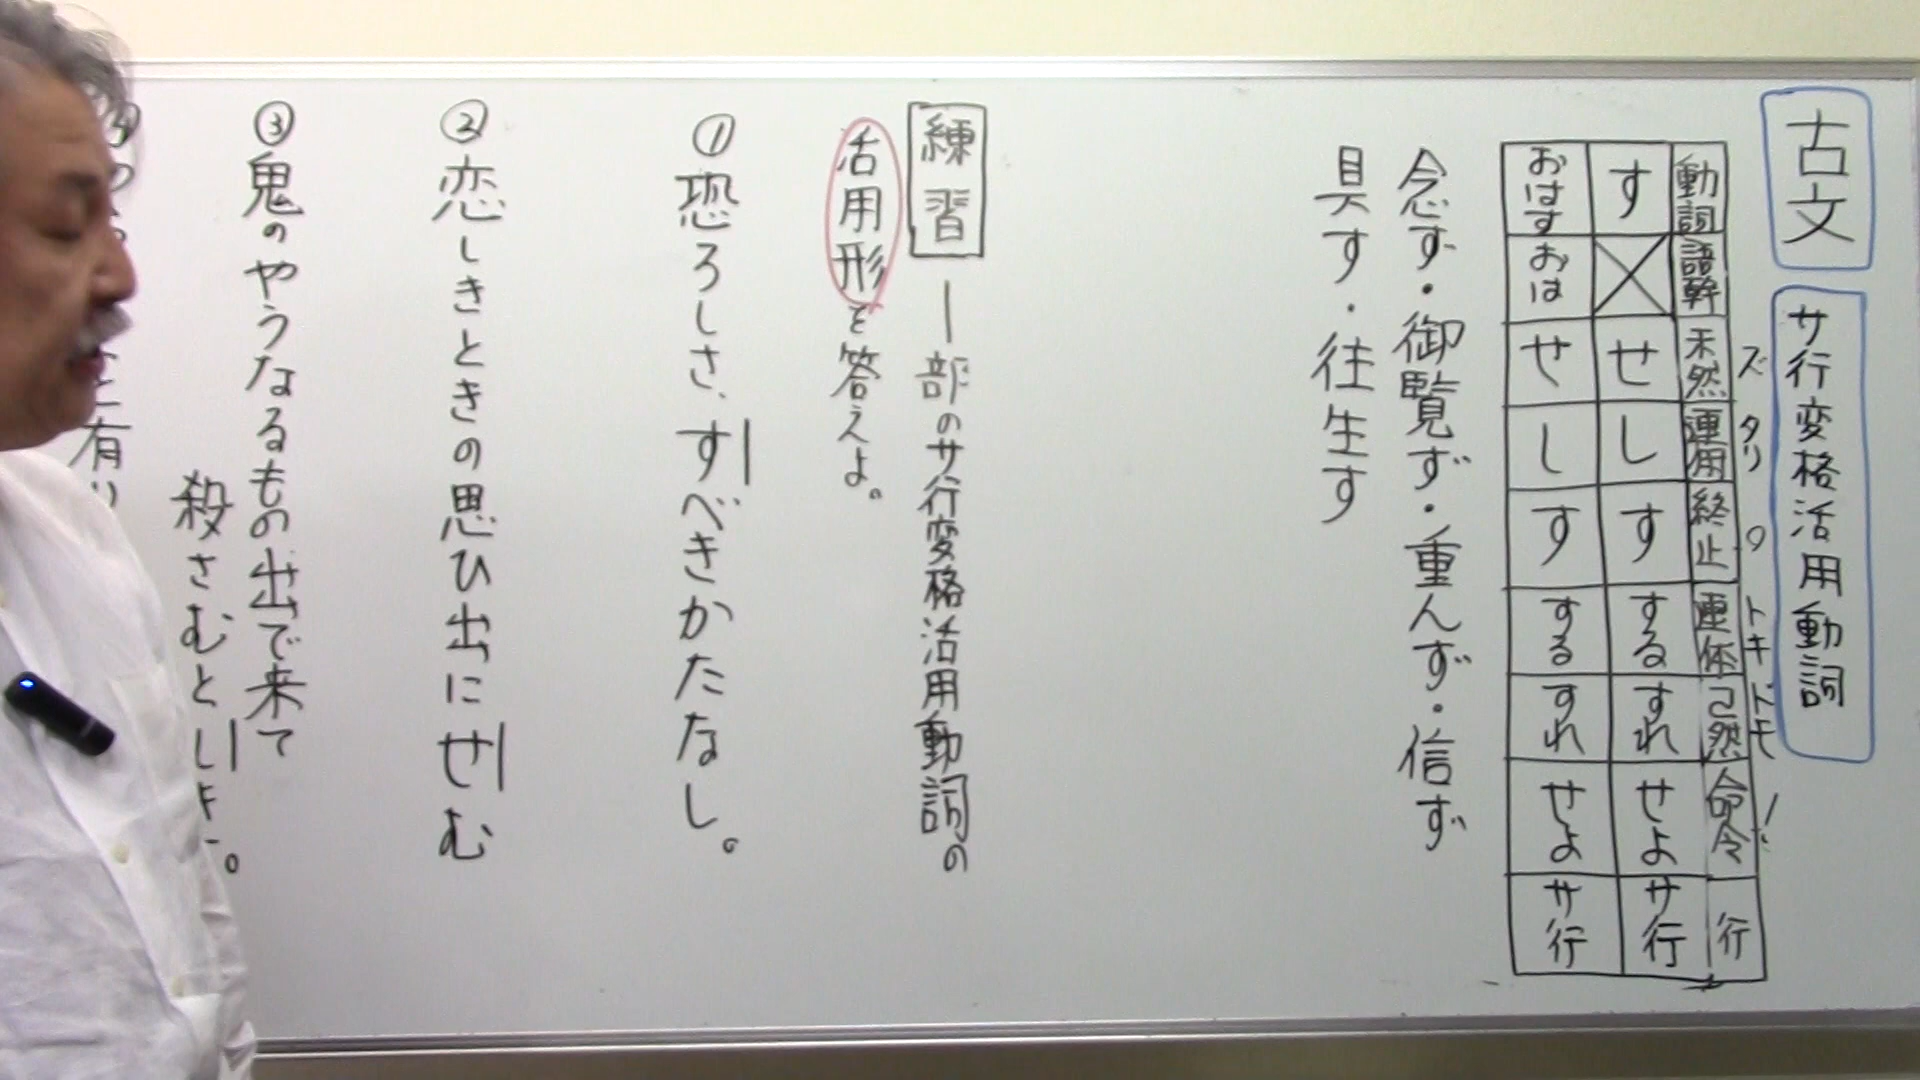 古文
サ行変格活用動詞
ズ タリ 。 トキ ドモ !
動詞 語幹 未然 連用 終止 連体 已然 命令 行
す せ し す する すれ せよ サ行
おはす おは せ し す する すれ せよ サ行
念ず・御覧ず・重んず・信ず
具す・往生す
練習 ー部のサ行変格活用動詞の
活用形を答えよ。
①恐ろしさ、すべきかたなし。
②恋しきときの思ひ出にせむ
③鬼のやうなるもの出で来て
殺さむとしき。
有り